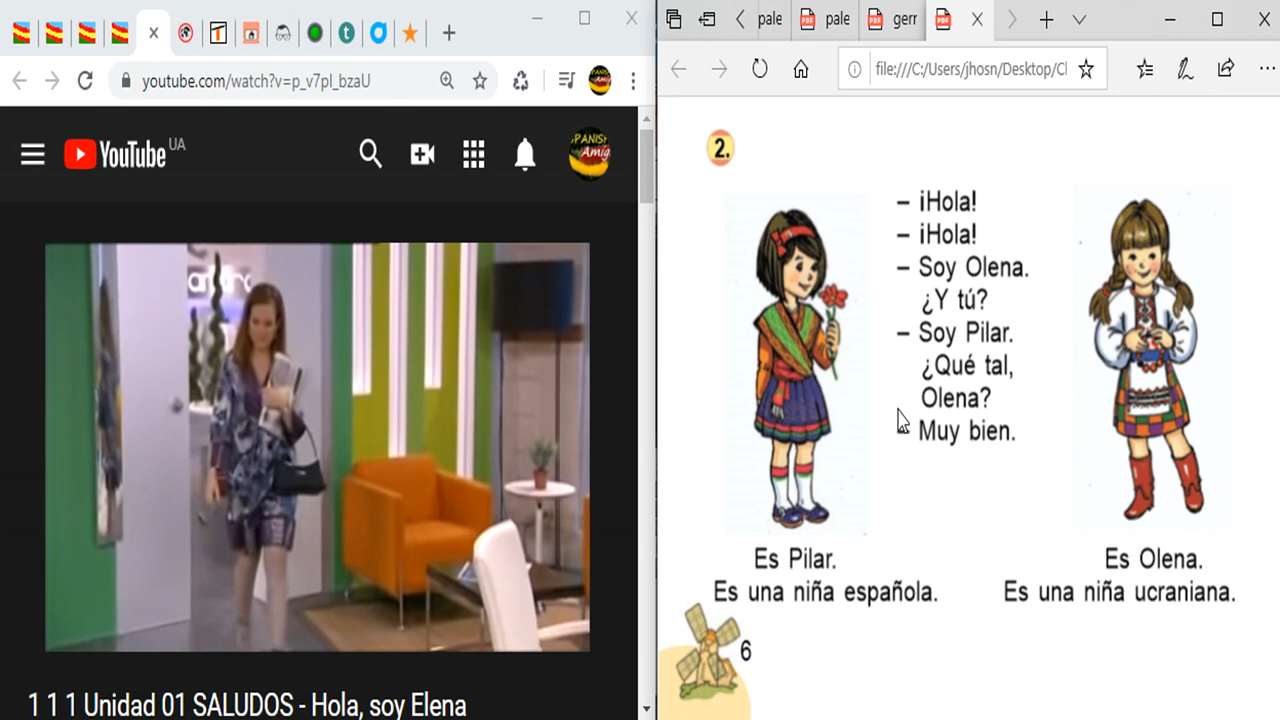 youtube.com/watch?v=p_v7pI_bzaU
YouTube UA
1 1 1 Unidad 01 SALUDOS - Hola, soy Elena
pale
pale
gerr
file:///C:/Users/jhosn/Desktop/Cl
2.
– ¡Hola!
– ¡Hola!
– Soy Olena.
¿Y tú?
– Soy Pilar.
¿Qué tal,
Olena?
Muy bien.
Es Pilar.
Es una niña española.
Es Olena.
Es una niña ucraniana.
6